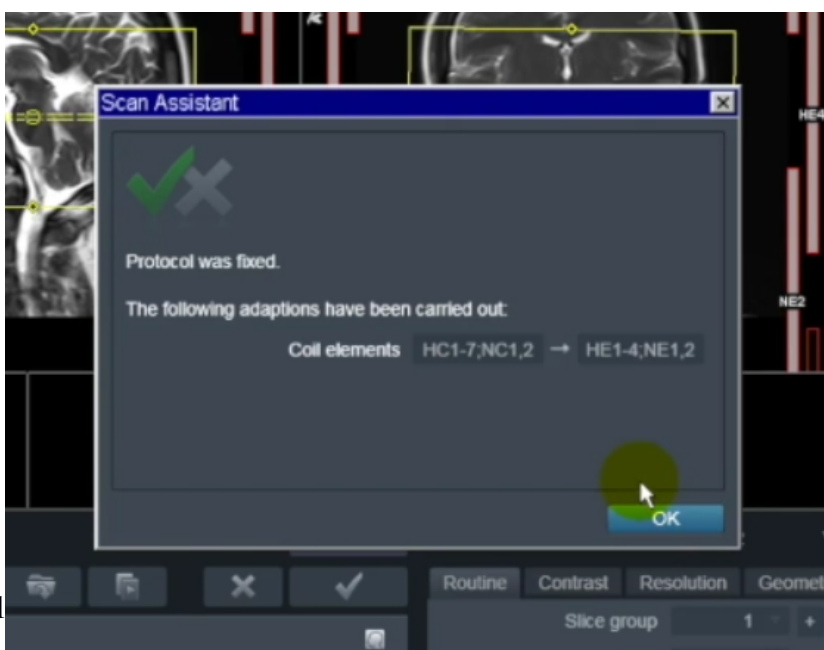 Scan Assistant
HE4
Protocol was fixed.
The following adaptions have been carried out:
NE2
Coil elements HC1-7;NC1,2 → HE1-4;NE1,2
OK
Routine Contrast Resolution Geomet
Slice group 1 +